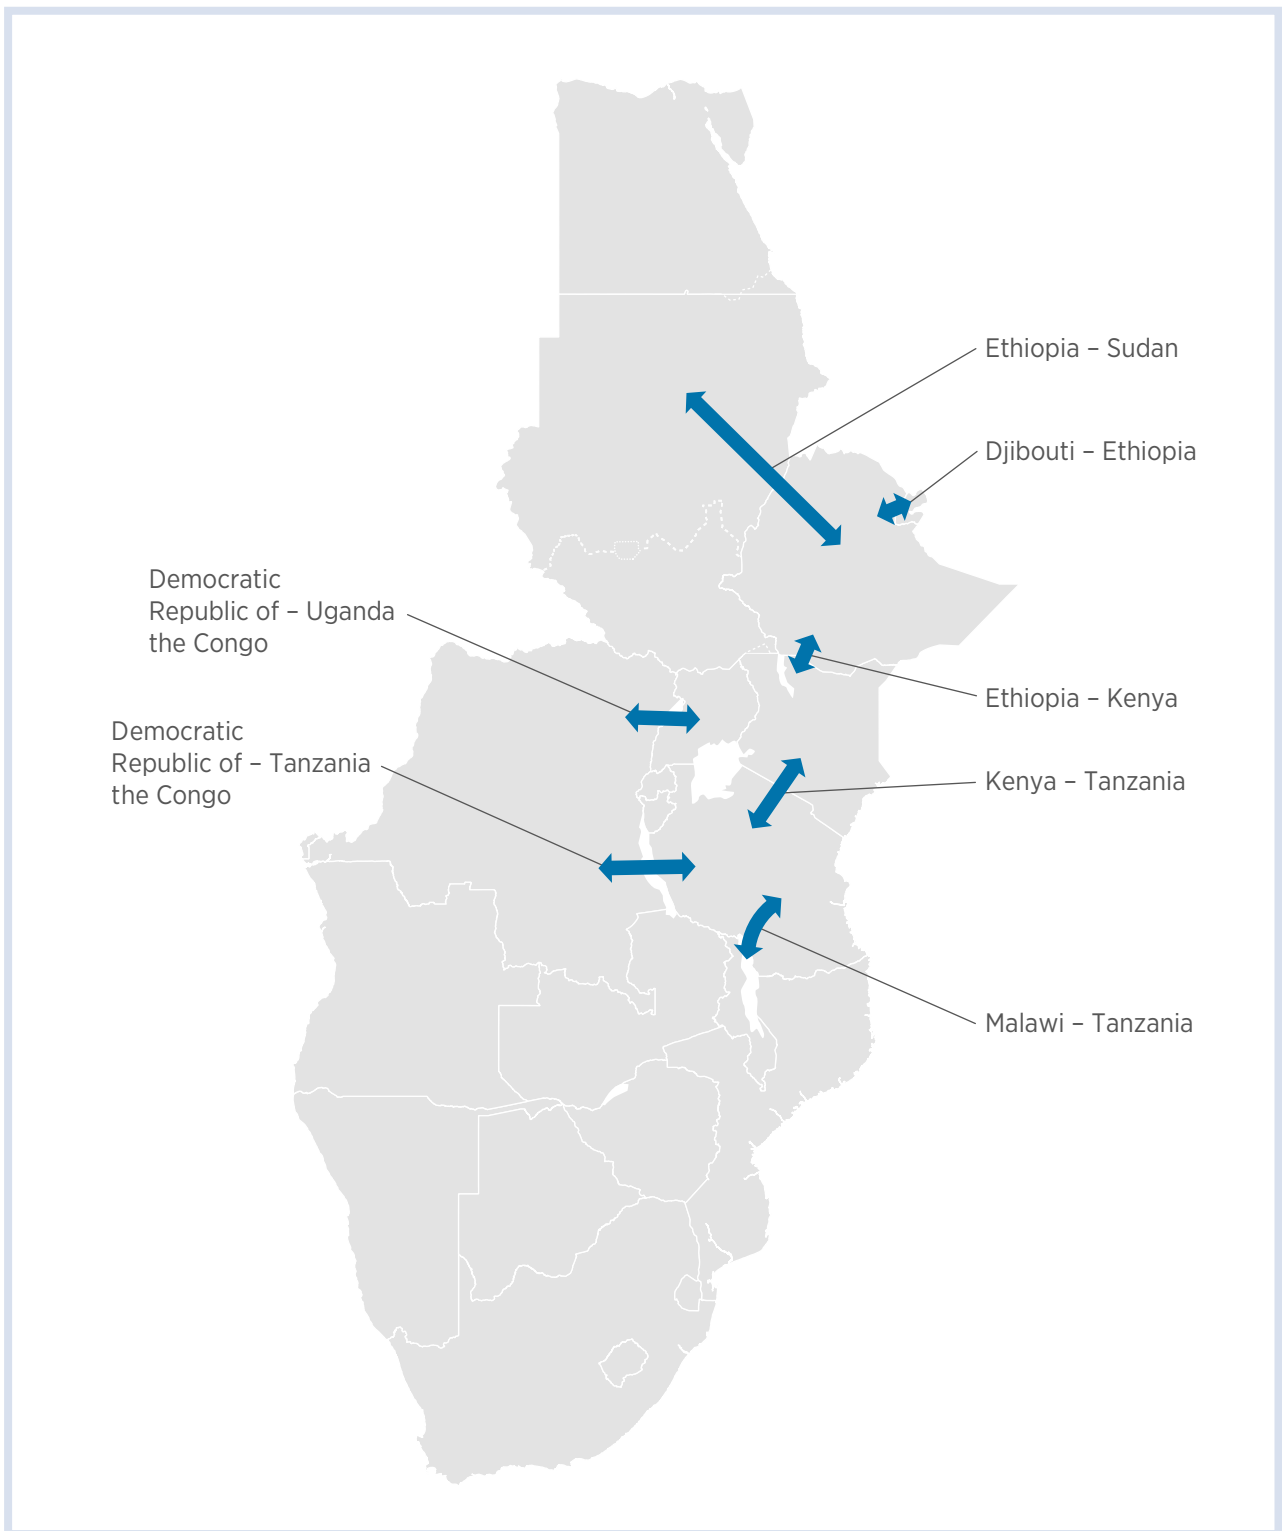 Ethiopia – Sudan
Djibouti – Ethiopia
Democratic
Republic of – Uganda
the Congo
Ethiopia – Kenya
Democratic
Republic of – Tanzania
the Congo
Kenya – Tanzania
Malawi – Tanzania